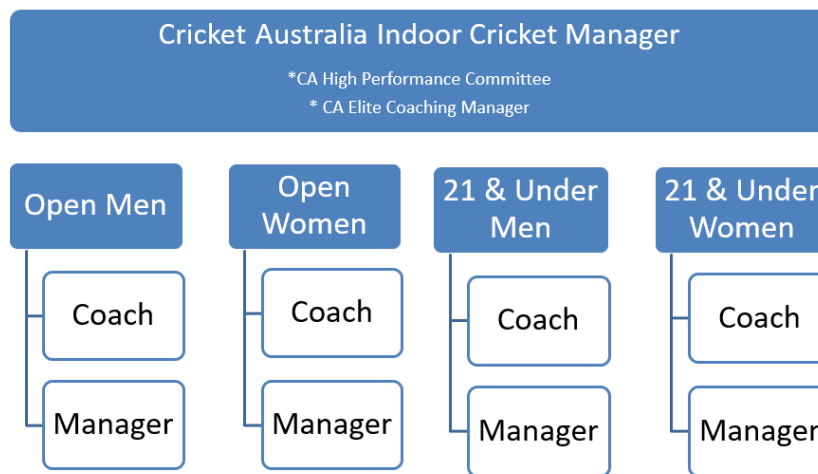 Cricket Australia Indoor Cricket Manager
*CA High Performance Committee
* CA Elite Coaching Manager
Open Men
Coach
Manager
Open
Women
Coach
Manager
21 & Under
Men
Coach
Manager
21 & Under
Women
Coach
Manager